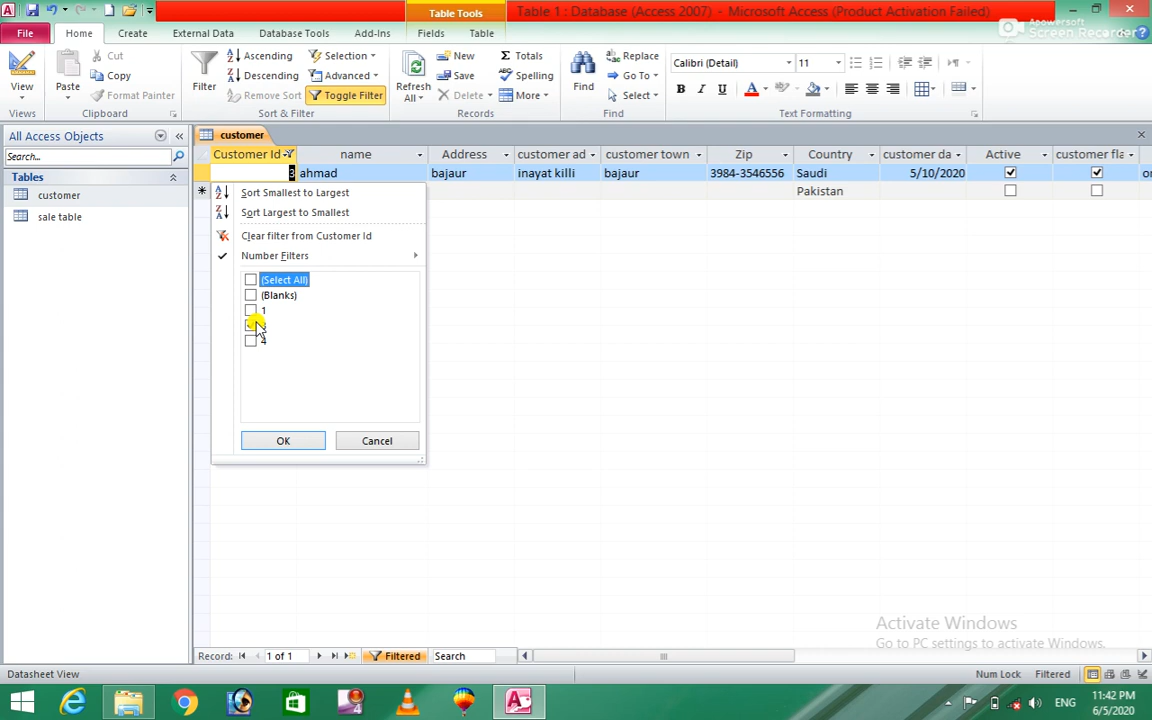 Table Tools
Table 1 : Database (Access 2007) - Microsoft Access (Product Activation Failed)
Apowersoft
Screen Recorder
File Home Create External Data Database Tools Add-Ins Fields Table
View
Views
Paste
Cut
Copy
Format Painter
Clipboard
Filter
Ascending
Descending
Remove Sort
Selection
Advanced
Toggle Filter
Sort & Filter
Refresh
All
New
Save
Delete
Totals
Spelling
More
Records
Find
Replace
Go To
Select
Find
Calibri (Detail) 11
B I U
Text Formatting
All Access Objects
Search...
Tables
customer
sale table
customer
Customer Id name Address customer ad customer town Zip Country customer da Active customer fla
3 ahmad bajaur inayat killi bajaur 3984-3546556 Saudi 5/10/2020
Pakistan
Sort Smallest to Largest
Sort Largest to Smallest
Clear filter from Customer Id
Number Filters
(Select All)
(Blanks)
1
4
OK Cancel
Activate Windows
Go to PC settings to activate Windows.
Record: 1 of 1 Filtered Search
Datasheet View Num Lock Filtered
ENG
11:42 PM
6/5/2020